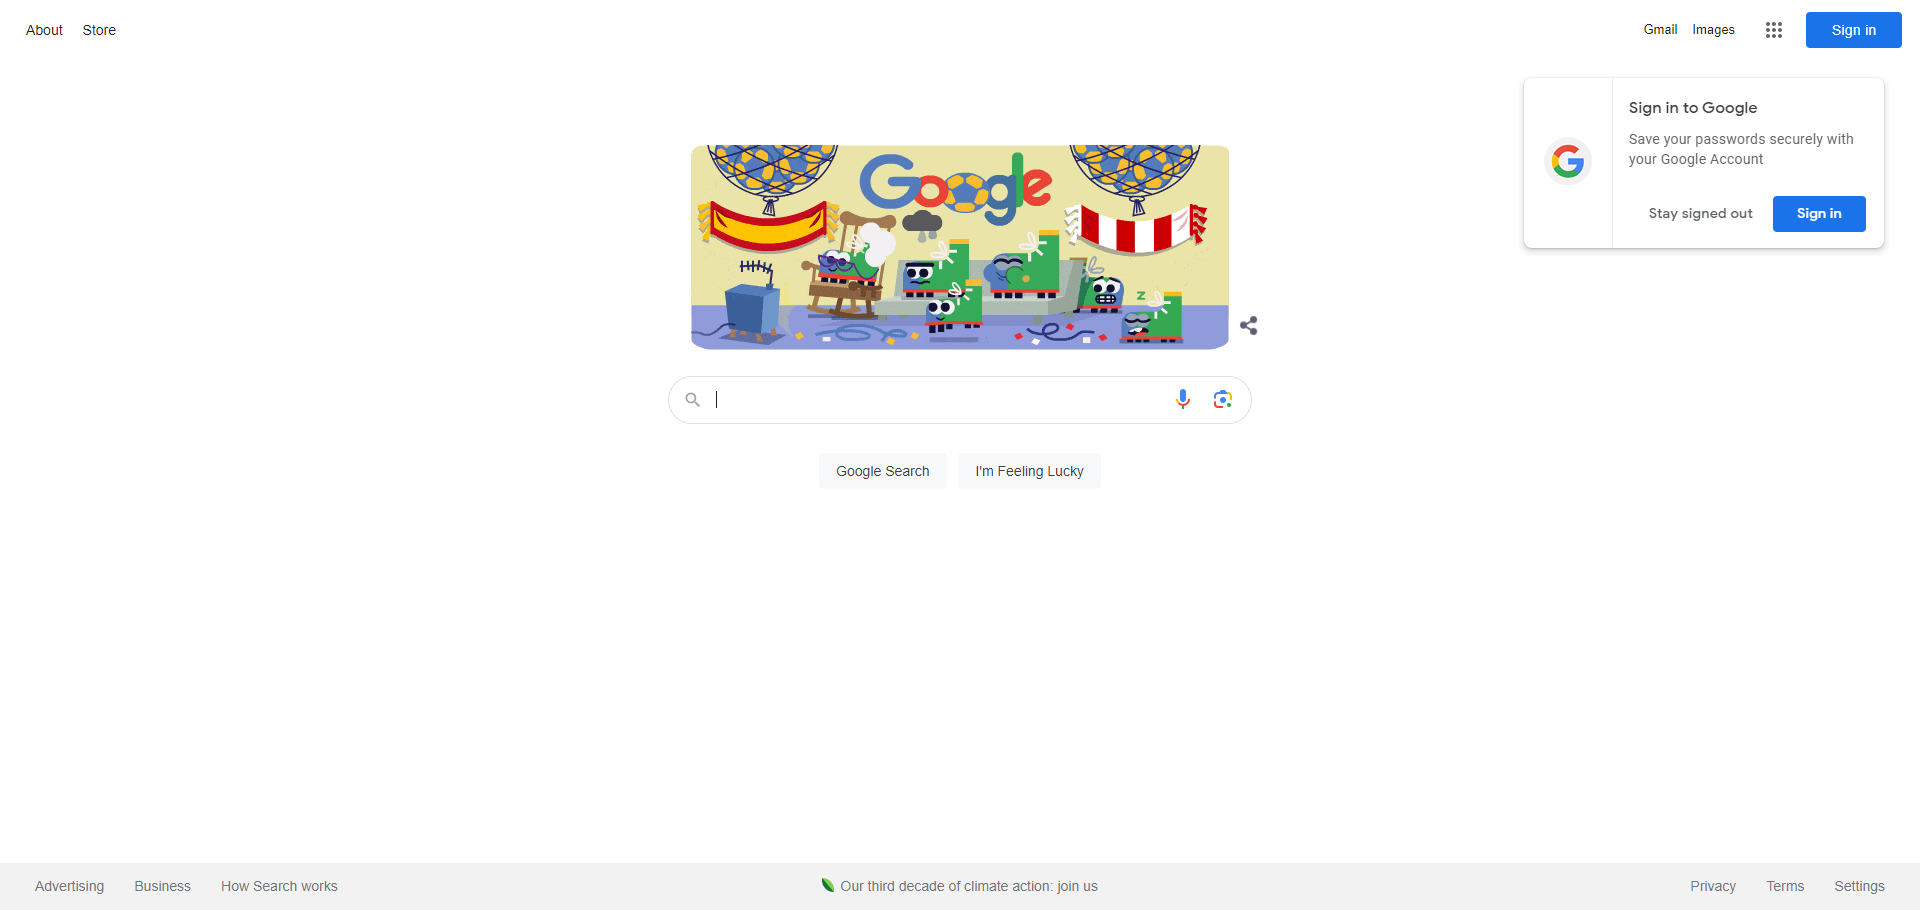 About Store
Gmail Images
Sign in
Sign in to Google
Save your passwords securely with
your Google Account
Stay signed out
Sign in
Google
z
Google Search
I'm Feeling Lucky
Advertising Business How Search works
Our third decade of climate action: join us
Privacy Terms Settings